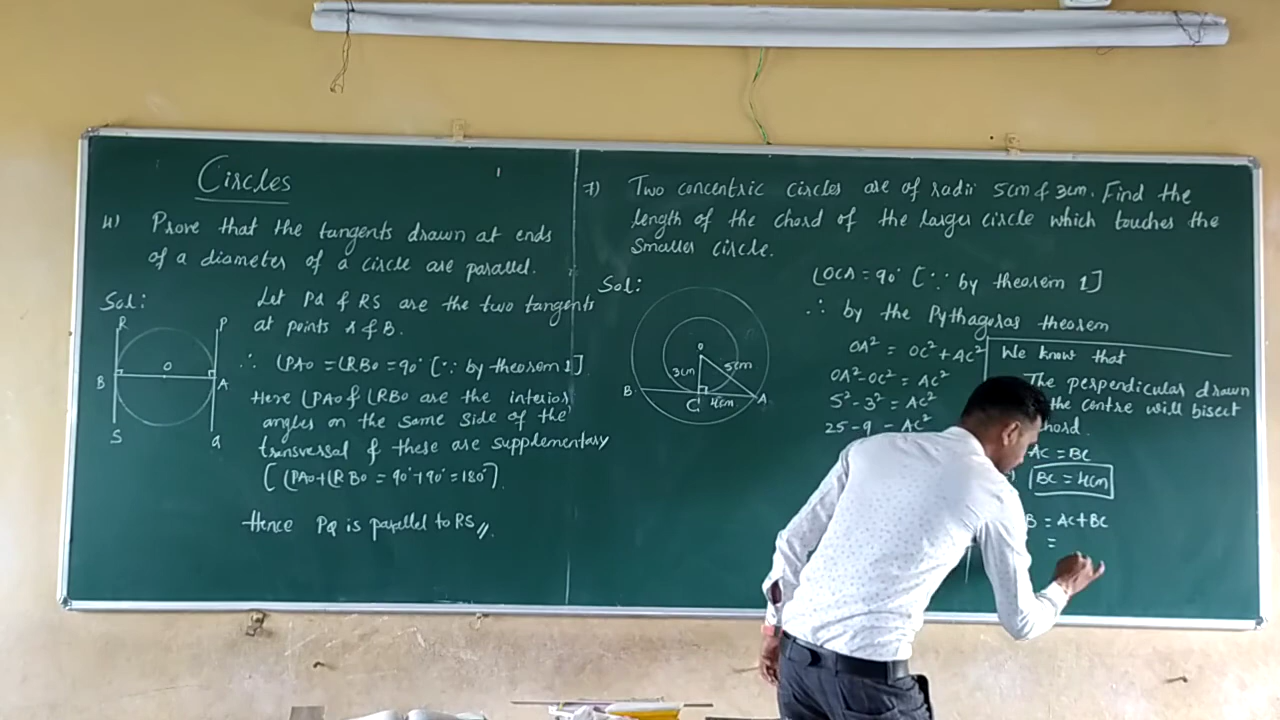 Circles
4) Prove that the tangents drawn at ends
of a diameter of a circle are parallel.
Sol:
Let PQ & RS are the two tangents
at points A & B.
∴ ∠PAO = ∠RBO = 90° [∵ by theorem 1]
Here ∠PAO & ∠RBO are the interior
angles on the same side of the
transversal & these are supplementary
[∠PAO + ∠RBO = 90° + 90° = 180°].
Hence PQ is parallel to RS //
R P
O
B A
S Q
7) Two concentric circles are of radii 5cm & 3cm. Find the
length of the chord of the larger circle which touches the
smaller circle.
Sol:
O
3cm 5cm
B C 4cm A
∠OCA = 90° [∵ by theorem 1]
∴ by the Pythagoras theorem
OA² = OC² + AC²
OA² - OC² = AC²
5² - 3² = AC²
25 - 9 = AC²
We know that
The perpendicular drawn
the centre will bisect
chord.
AC = BC
BC = 4cm
B = AC + BC
=